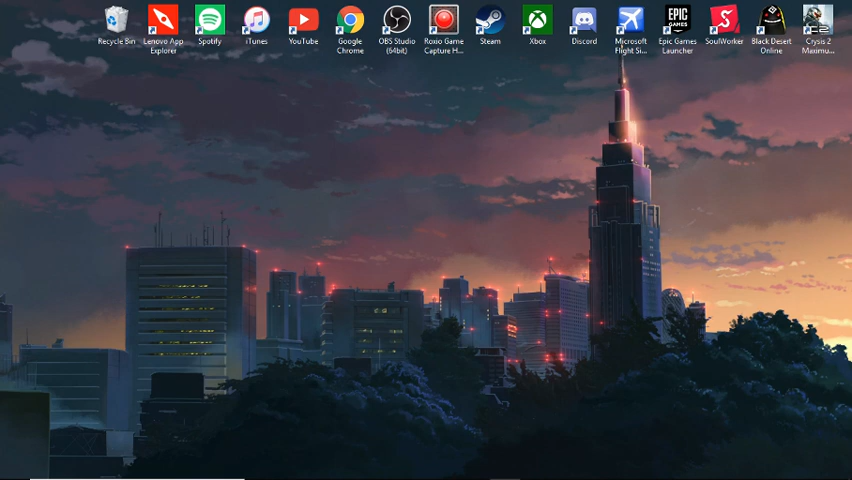 Recycle Bin
Lenovo App
Explorer
Spotify
iTunes
YouTube
Google
Chrome
OBS Studio
(64bit)
Roxio Game
Capture H...
Steam
Xbox
Discord
Microsoft
Flight Si...
EPIC
GAMES
Epic Games
Launcher
SoulWorker
Black Desert
Online
Crysis 2
Maximu...